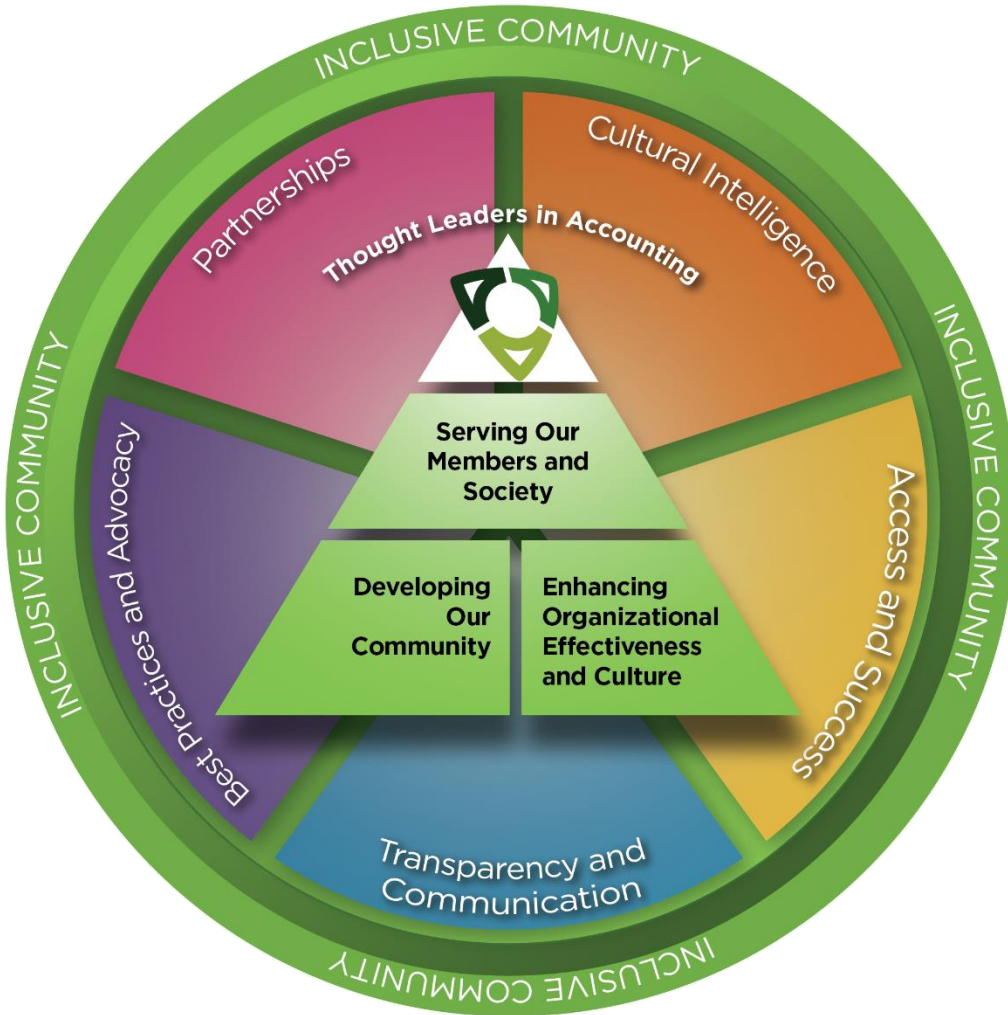 INCLUSIVE COMMUNITY
Partnerships
Cultural Intelligence
Thought Leaders in Accounting
INCLUSIVE COMMUNITY
INCLUSIVE COMMUNITY
Serving Our
Members and
Society
Best Practices and Advocacy
Access and Success
Developing
Our
Community
Enhancing
Organizational
Effectiveness
and Culture
Transparency and
Communication
INCLUSIVE COMMUNITY